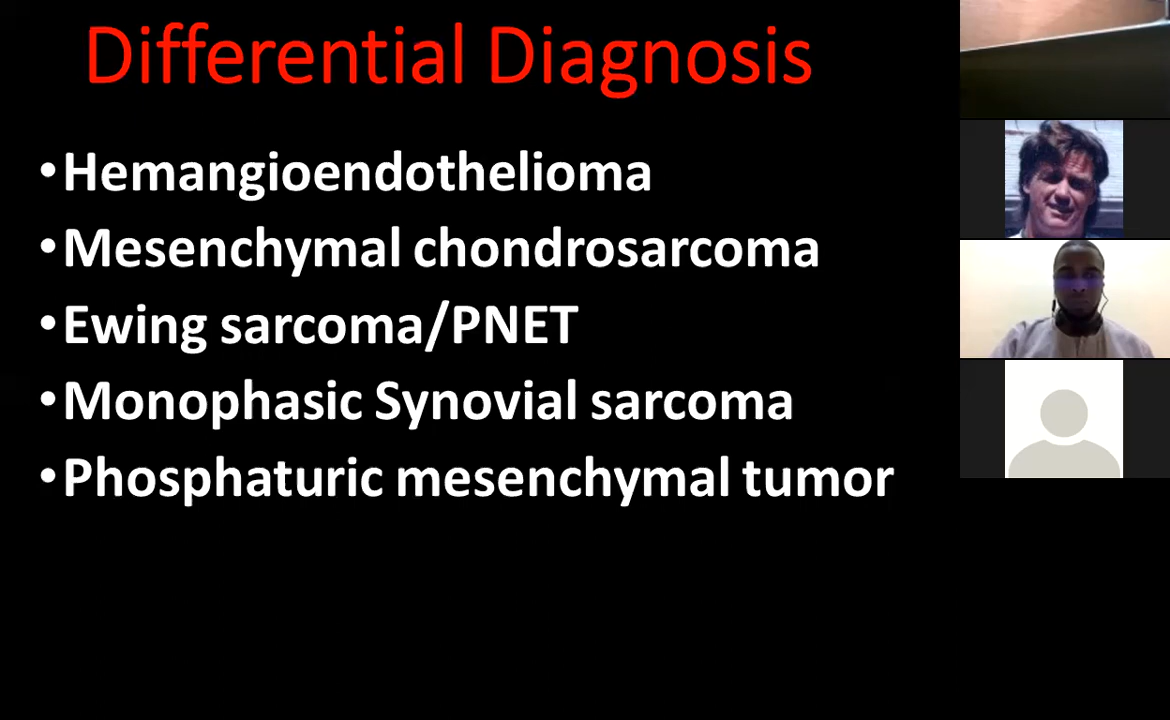 Differential Diagnosis
•Hemangioendothelioma
•Mesenchymal chondrosarcoma
•Ewing sarcoma/PNET
•Monophasic Synovial sarcoma
•Phosphaturic mesenchymal tumor